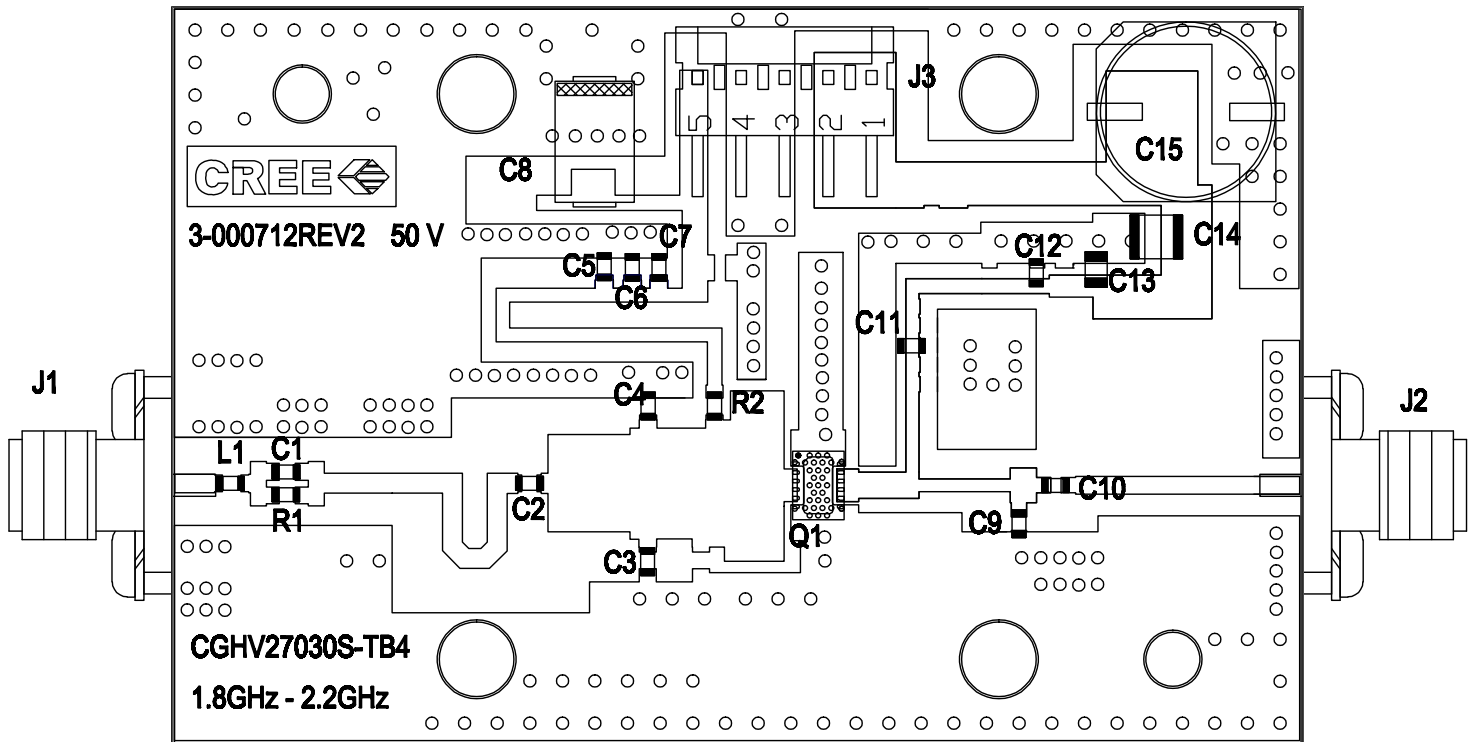 J3
5 4 3 2 1
C15
C8
CREE
3-000712REV2 50 V
C7
C14
C5
C12
C13
C6
C11
J1
C4
R2
J2
L1
C1
C10
C2
R1
C9
Q1
C3
CGHV27030S-TB4
1.8GHz - 2.2GHz